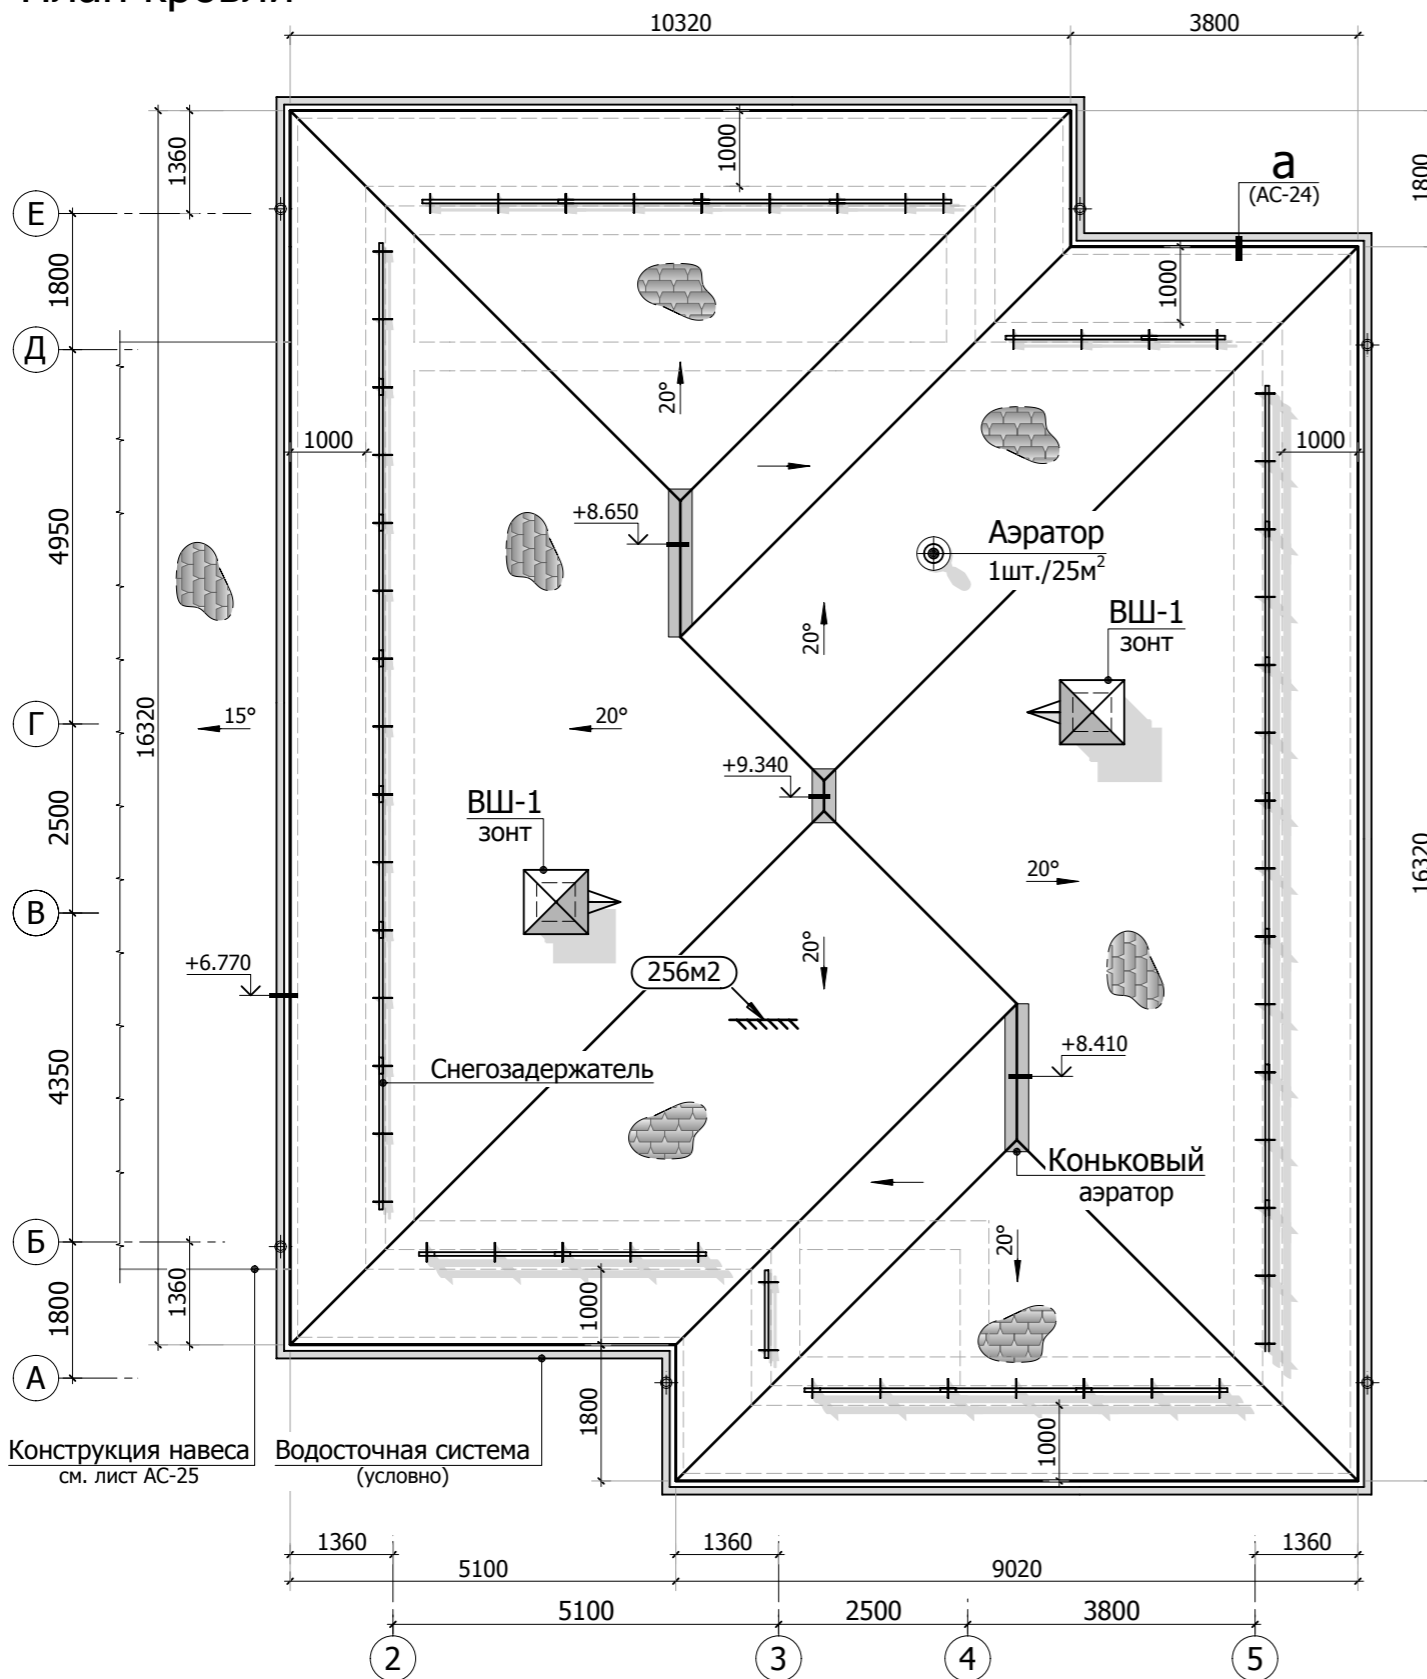 План кровли
10320
3800
1360
1000
1800
а
(АС-24)
Е
1800
1000
Д
20°
1000
1000
4950
+8.650
Аэратор
1шт./25м²
ВШ-1
зонт
20°
Г
16320
15°
20°
+9.340
2500
ВШ-1
зонт
20°
16320
В
+6.770
256м2
20°
+8.410
4350
Снегозадержатель
Коньковый
аэратор
Б
20°
1800
1360
1000
А
1800
1000
Конструкция навеса
см. лист АС-25
Водосточная система
(условно)
1360
1360
1360
5100
9020
5100
2500
3800
2
3
4
5